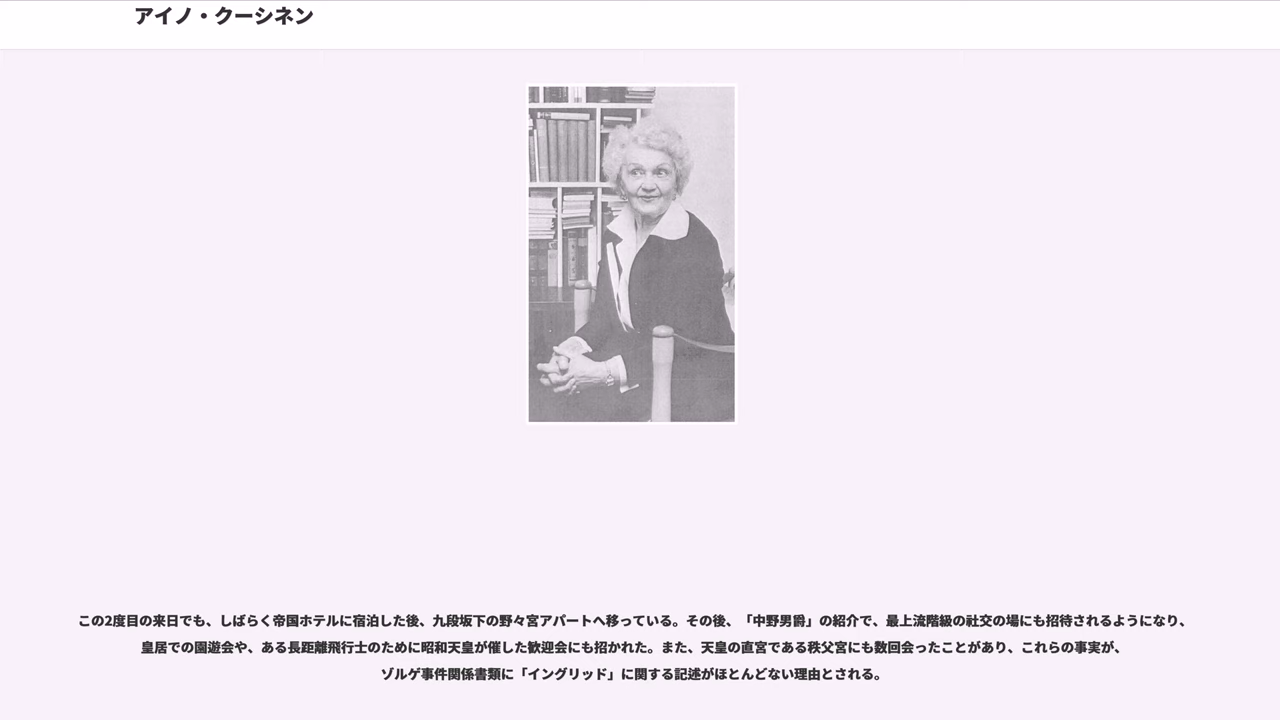 アイノ・クーシネン
この2度目の来日でも、しばらく帝国ホテルに宿泊した後、九段坂下の野々宮アパートへ移っている。その後、「中野男爵」の紹介で、最上流階級の社交の場にも招待されるようになり、
皇居での園遊会や、ある長距離飛行士のために昭和天皇が催した歓迎会にも招かれた。また、天皇の直宮である秩父宮にも数回会ったことがあり、これらの事実が、
ゾルゲ事件関係書類に「イングリッド」に関する記述がほとんどない理由とされる。